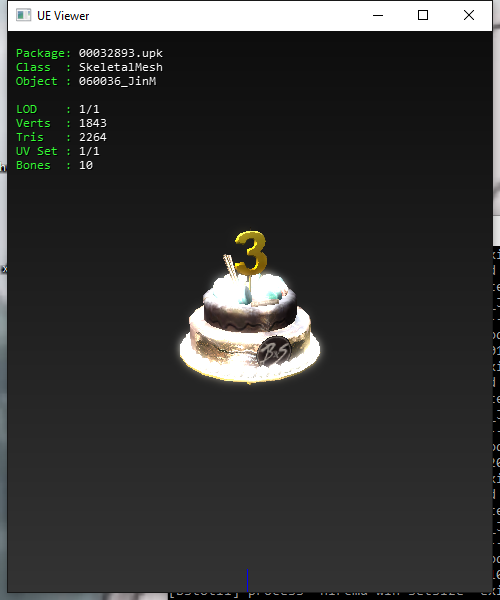 UE Viewer
Package: 00032893.upk
Class : SkeletalMesh
Object : 060036_JinM
LOD : 1/1
Verts : 1843
Tris : 2264
UV Set : 1/1
Bones : 10
3
B&S